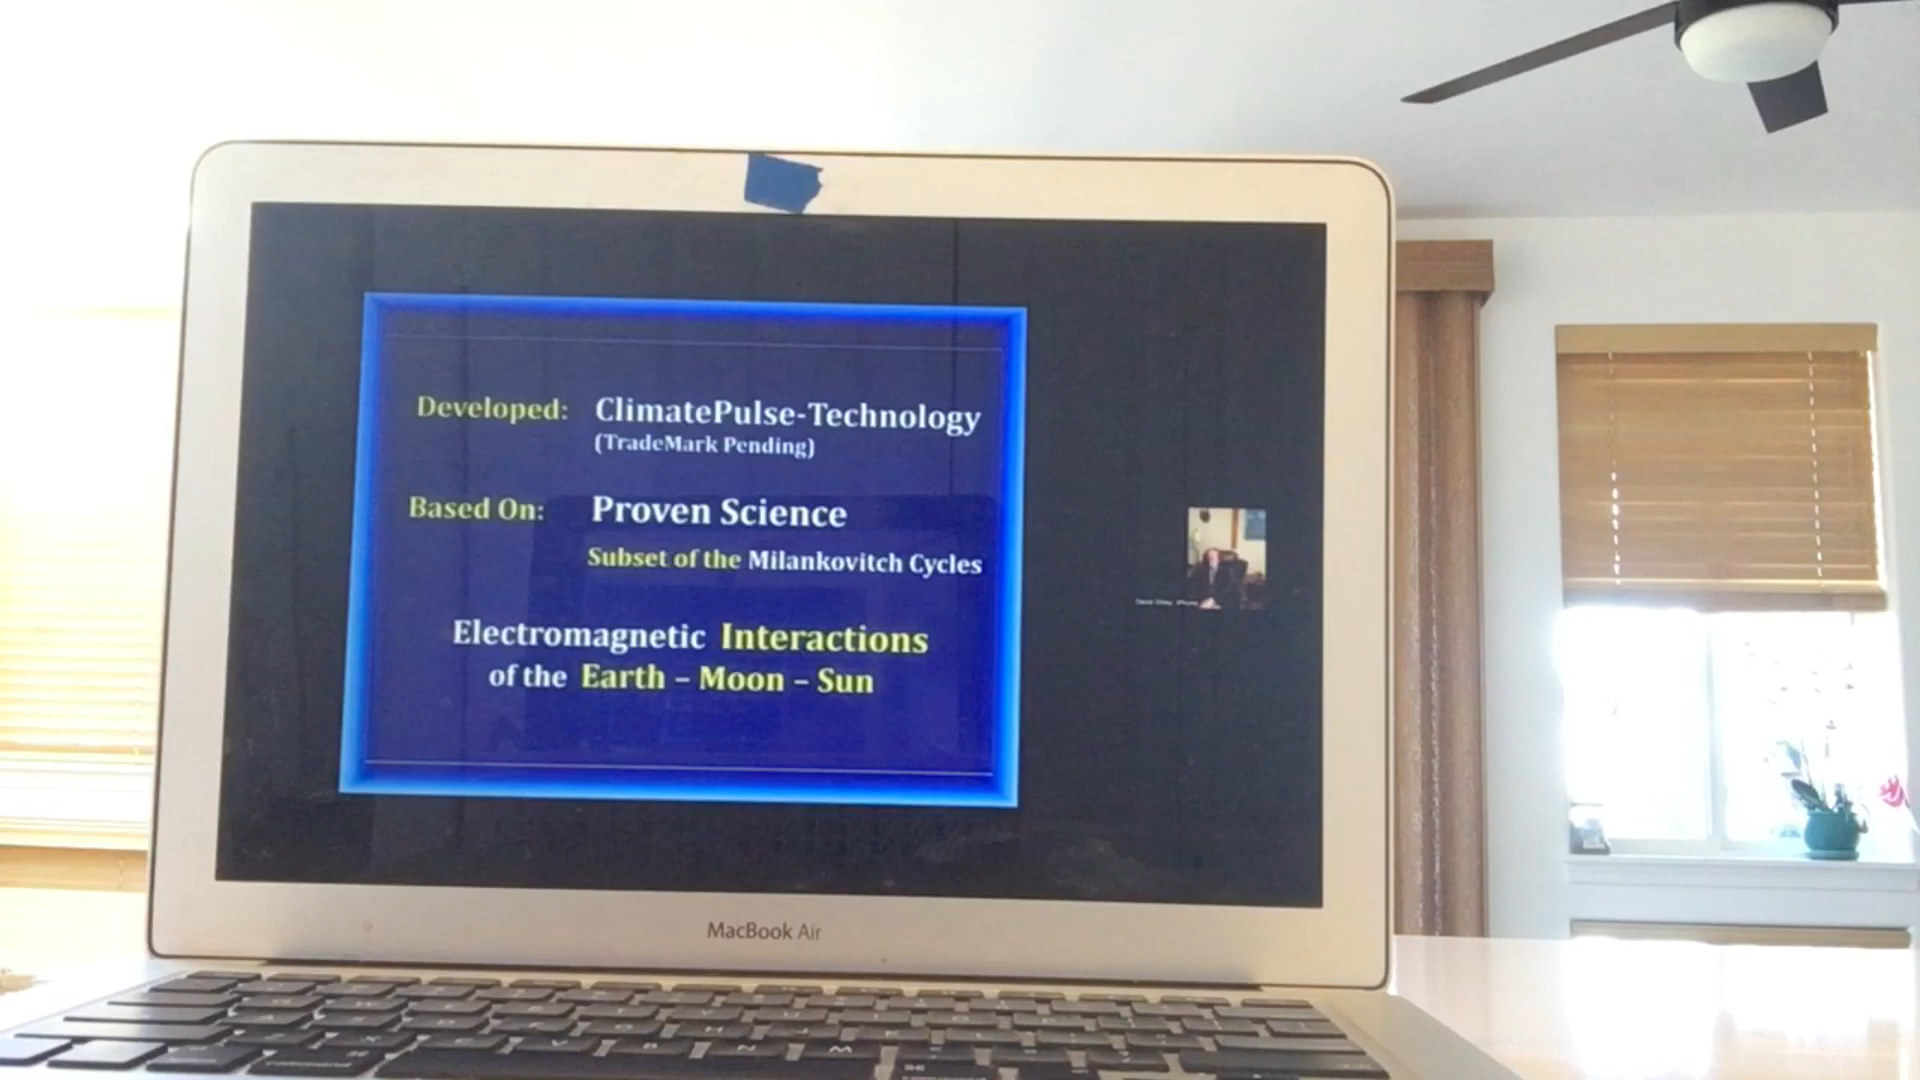 Developed: ClimatePulse-Technology
(TradeMark Pending)
Based On: Proven Science
Subset of the Milankovitch Cycles
Electromagnetic Interactions
of the Earth – Moon – Sun
MacBook Air